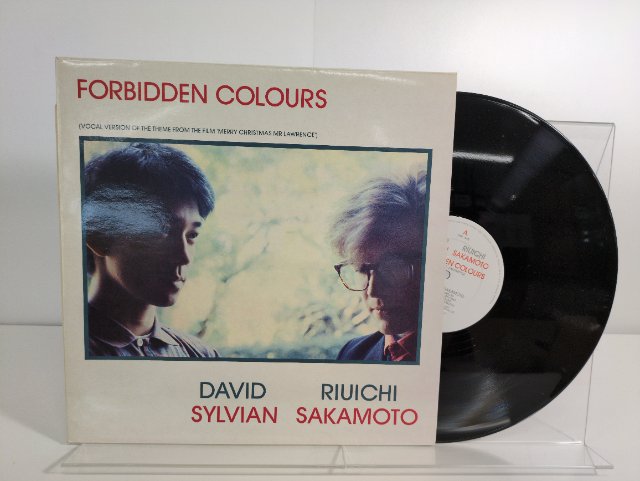 FORBIDDEN COLOURS
(VOCAL VERSION OF THE THEME FROM THE FILM 'MERRY CHRISTMAS MR LAWRENCE')
DAVID RIUICHI
SYLVIAN SAKAMOTO
A
RIUICHI
SAKAMOTO
EN COLOURS